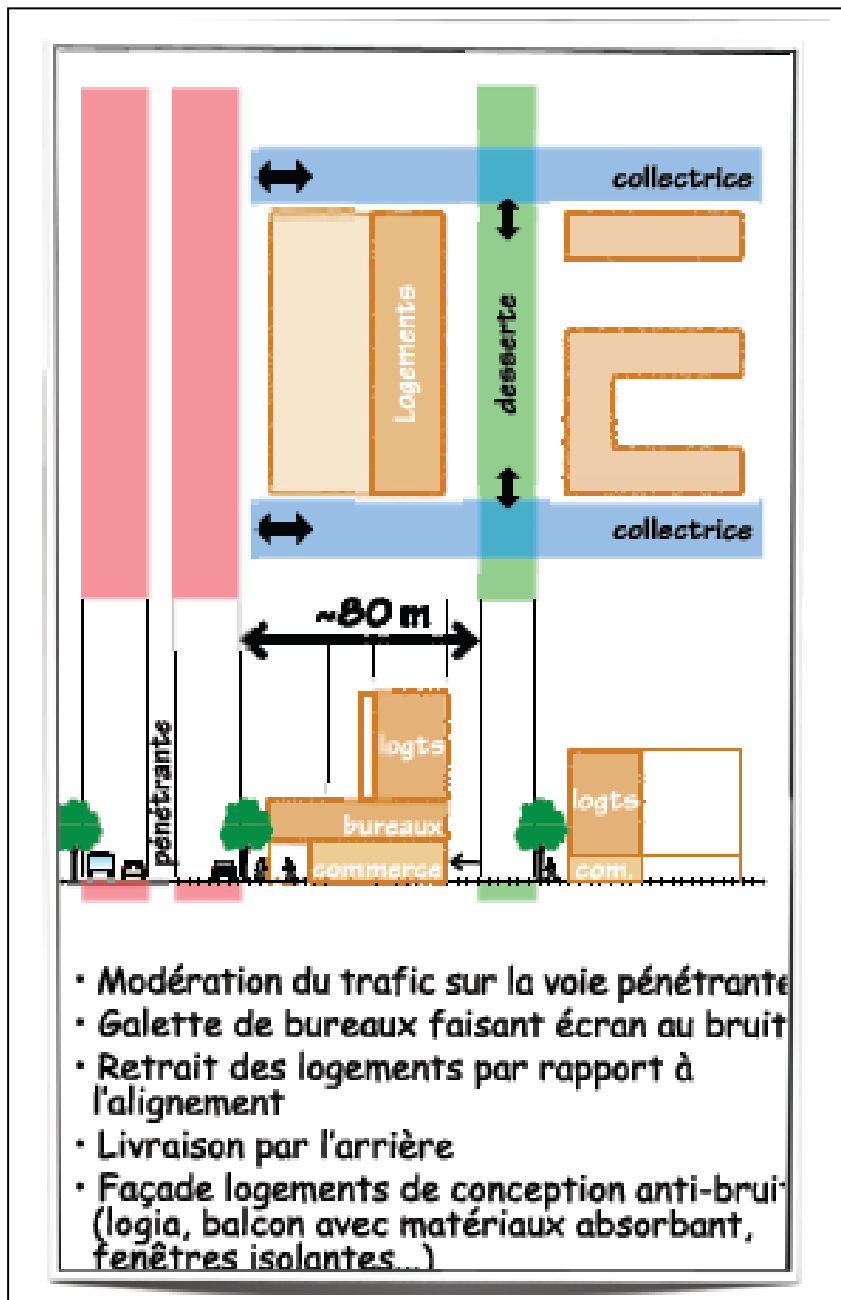 collectrice
Logements
desserte
collectrice
~80 m
pénétrante
logts
bureaux
commerce
logts
com.
• Modération du trafic sur la voie pénétrante
• Galette de bureaux faisant écran au bruit
• Retrait des logements par rapport à
l'alignement
• Livraison par l'arrière
• Façade logements de conception anti-bruit
(logia, balcon avec matériaux absorbant,
fenêtres isolantes...)